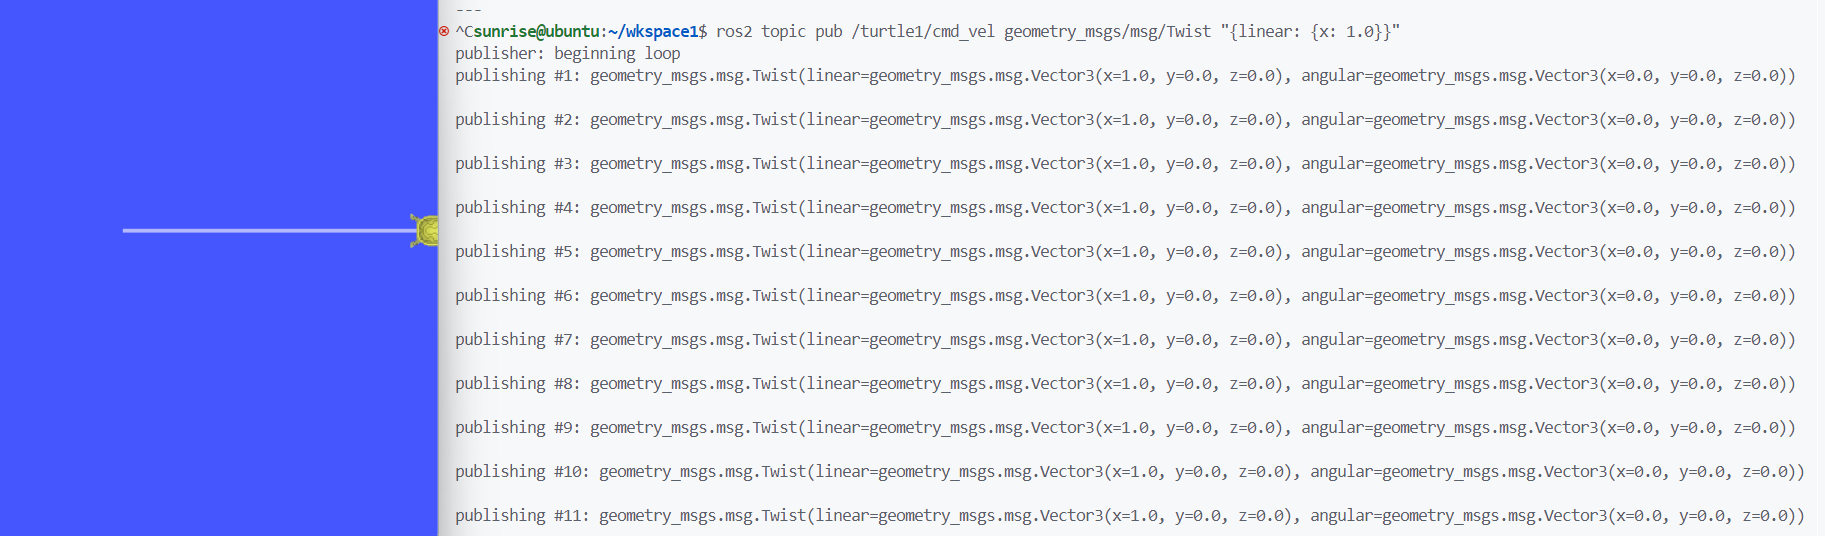 ---
^Csunrise@ubuntu:~/wkspace1$ ros2 topic pub /turtle1/cmd_vel geometry_msgs/msg/Twist "{linear: {x: 1.0}}"
publisher: beginning loop
publishing #1: geometry_msgs.msg.Twist(linear=geometry_msgs.msg.Vector3(x=1.0, y=0.0, z=0.0), angular=geometry_msgs.msg.Vector3(x=0.0, y=0.0, z=0.0))
publishing #2: geometry_msgs.msg.Twist(linear=geometry_msgs.msg.Vector3(x=1.0, y=0.0, z=0.0), angular=geometry_msgs.msg.Vector3(x=0.0, y=0.0, z=0.0))
publishing #3: geometry_msgs.msg.Twist(linear=geometry_msgs.msg.Vector3(x=1.0, y=0.0, z=0.0), angular=geometry_msgs.msg.Vector3(x=0.0, y=0.0, z=0.0))
publishing #4: geometry_msgs.msg.Twist(linear=geometry_msgs.msg.Vector3(x=1.0, y=0.0, z=0.0), angular=geometry_msgs.msg.Vector3(x=0.0, y=0.0, z=0.0))
publishing #5: geometry_msgs.msg.Twist(linear=geometry_msgs.msg.Vector3(x=1.0, y=0.0, z=0.0), angular=geometry_msgs.msg.Vector3(x=0.0, y=0.0, z=0.0))
publishing #6: geometry_msgs.msg.Twist(linear=geometry_msgs.msg.Vector3(x=1.0, y=0.0, z=0.0), angular=geometry_msgs.msg.Vector3(x=0.0, y=0.0, z=0.0))
publishing #7: geometry_msgs.msg.Twist(linear=geometry_msgs.msg.Vector3(x=1.0, y=0.0, z=0.0), angular=geometry_msgs.msg.Vector3(x=0.0, y=0.0, z=0.0))
publishing #8: geometry_msgs.msg.Twist(linear=geometry_msgs.msg.Vector3(x=1.0, y=0.0, z=0.0), angular=geometry_msgs.msg.Vector3(x=0.0, y=0.0, z=0.0))
publishing #9: geometry_msgs.msg.Twist(linear=geometry_msgs.msg.Vector3(x=1.0, y=0.0, z=0.0), angular=geometry_msgs.msg.Vector3(x=0.0, y=0.0, z=0.0))
publishing #10: geometry_msgs.msg.Twist(linear=geometry_msgs.msg.Vector3(x=1.0, y=0.0, z=0.0), angular=geometry_msgs.msg.Vector3(x=0.0, y=0.0, z=0.0))
publishing #11: geometry_msgs.msg.Twist(linear=geometry_msgs.msg.Vector3(x=1.0, y=0.0, z=0.0), angular=geometry_msgs.msg.Vector3(x=0.0, y=0.0, z=0.0))